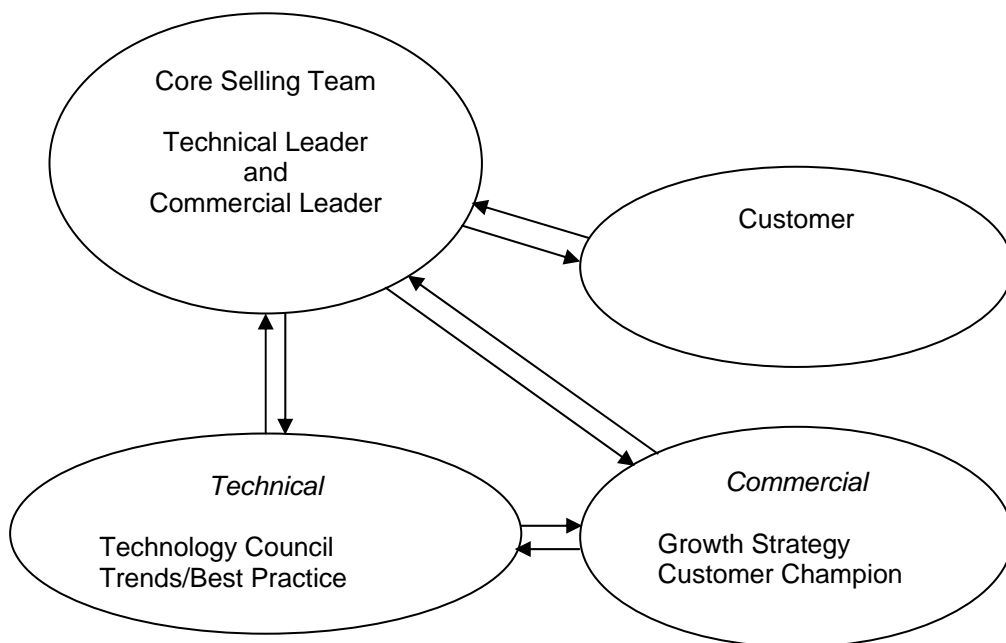 Core Selling Team
Technical Leader
and
Commercial Leader
Customer
Technical
Technology Council
Trends/Best Practice
Commercial
Growth Strategy
Customer Champion